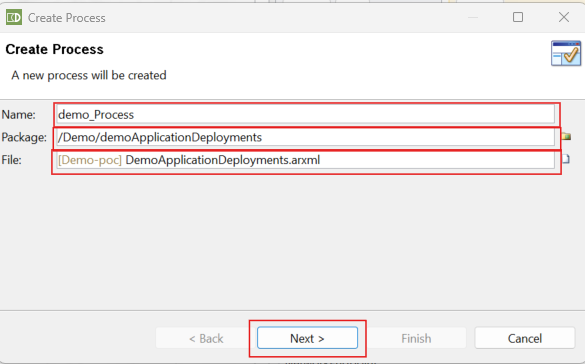 Create Process
Create Process
A new process will be created
Name: demo_Process
Package: /Demo/demoApplicationDeployments
File: [Demo-poc] DemoApplicationDeployments.arxml
< Back Next > Finish Cancel